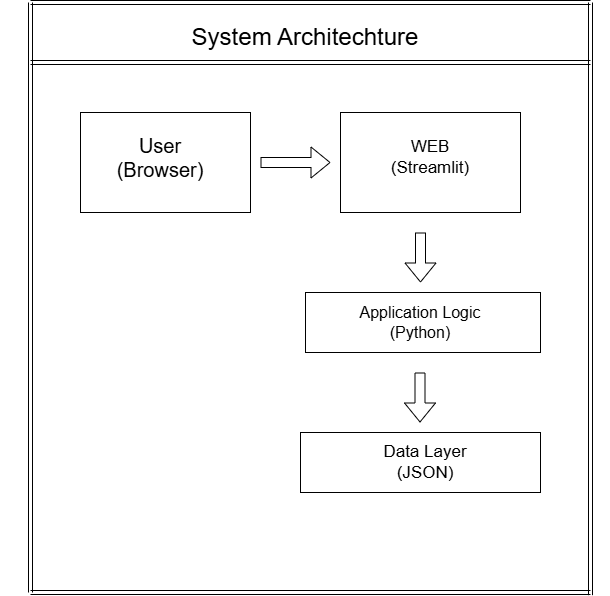 System Architechture
User
(Browser)
WEB
(Streamlit)
Application Logic
(Python)
Data Layer
(JSON)